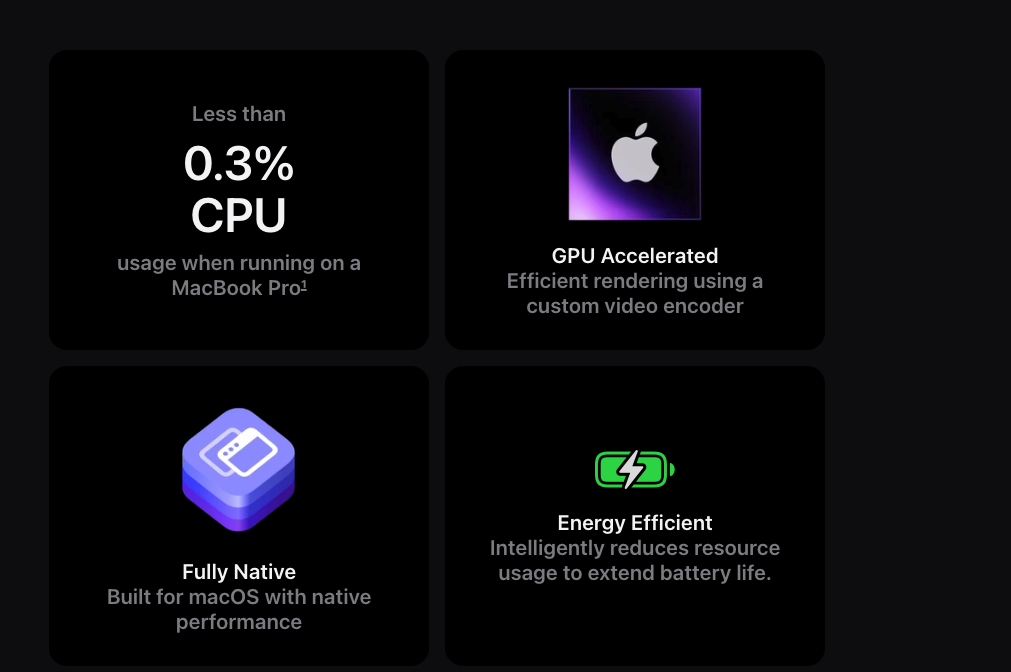 Less than
0.3%
CPU
usage when running on a
MacBook Pro¹
GPU Accelerated
Efficient rendering using a
custom video encoder
Fully Native
Built for macOS with native
performance
Energy Efficient
Intelligently reduces resource
usage to extend battery life.